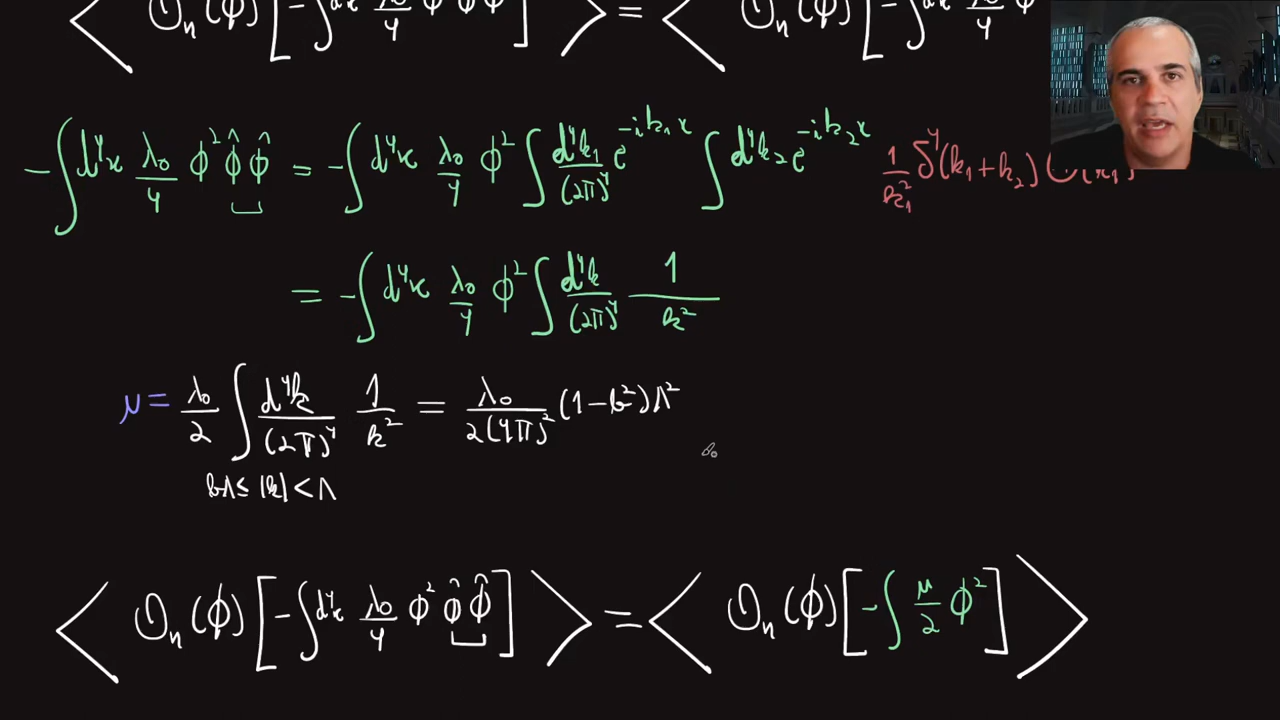 ⟨ O_n(ϕ) [ -∫dx λ₀/4 ϕ ϕ ϕ ] ⟩ = ⟨ O_n(ϕ) [ -∫dx λ₀/4 ϕ
-∫d⁴x λ₀/4 ϕ² ϕ̂ ϕ̂ = -∫d⁴x λ₀/4 ϕ² ∫ d⁴k₁/(2π)⁴ e^{-ik₁x} ∫ d⁴k₂ e^{-ik₂x} 1/k₁² δ⁴(k₁+k₂)
= -∫d⁴x λ₀/4 ϕ² ∫ d⁴k/(2π)⁴ 1/k²
μ = λ₀/2 ∫ d⁴k/(2π)⁴ 1/k² = λ₀/2(4π)² (1-b²)Λ²
bΛ≤ |k| < Λ
⟨ O_n(ϕ) [ -∫d⁴x λ₀/4 ϕ² ϕ̂ ϕ̂ ] ⟩ = ⟨ O_n(ϕ) [ -∫ μ/2 ϕ² ] ⟩